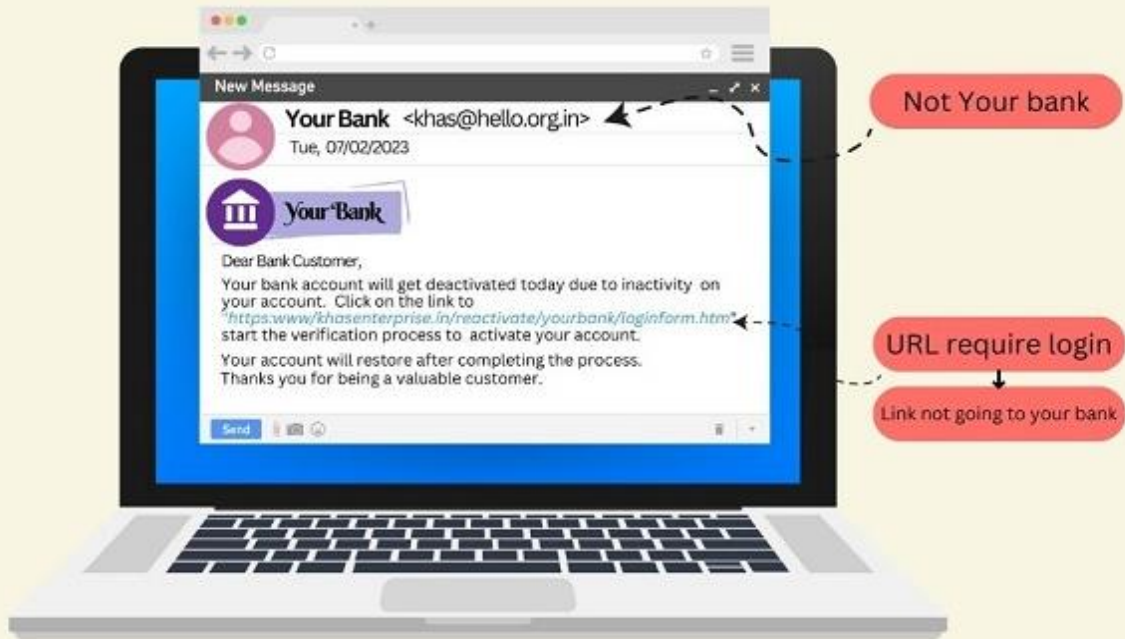 New Message
Your Bank <khas@hello.org.in>
Tue, 07/02/2023
Your Bank
Dear Bank Customer,
Your bank account will get deactivated today due to inactivity on
your account. Click on the link to
"https:www/khasenterprise.in/reactivate/yourbank/loginform.htm"
start the verification process to activate your account.
Your account will restore after completing the process.
Thanks you for being a valuable customer.
Send
Not Your bank
URL require login
Link not going to your bank